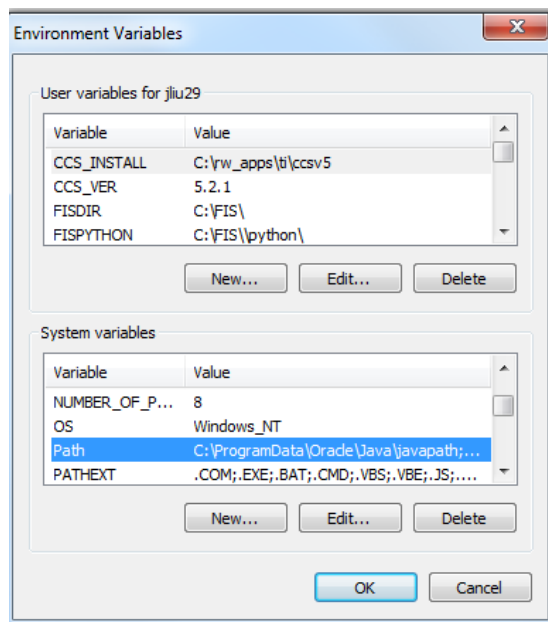 Environment Variables
User variables for jliu29
Variable Value
CCS_INSTALL C:\rw_apps\ti\ccsv5
CCS_VER 5.2.1
FISDIR C:\FIS\
FISPYTHON C:\FIS\\python\
New... Edit... Delete
System variables
Variable Value
NUMBER_OF_P... 8
OS Windows_NT
Path C:\ProgramData\Oracle\Java\javapath;...
PATHEXT .COM;.EXE;.BAT;.CMD;.VBS;.VBE;.JS;....
New... Edit... Delete
OK Cancel